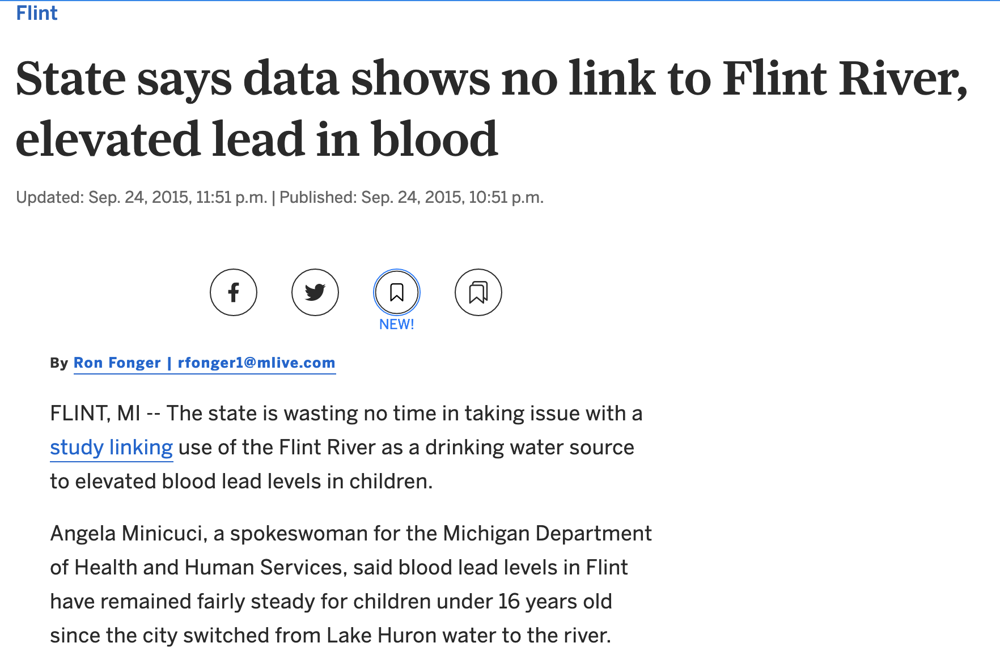 Flint
State says data shows no link to Flint River,
elevated lead in blood
Updated: Sep. 24, 2015, 11:51 p.m. | Published: Sep. 24, 2015, 10:51 p.m.
NEW!
By Ron Fonger | rfonger1@mlive.com
FLINT, MI -- The state is wasting no time in taking issue with a
study linking use of the Flint River as a drinking water source
to elevated blood lead levels in children.
Angela Minicuci, a spokeswoman for the Michigan Department
of Health and Human Services, said blood lead levels in Flint
have remained fairly steady for children under 16 years old
since the city switched from Lake Huron water to the river.